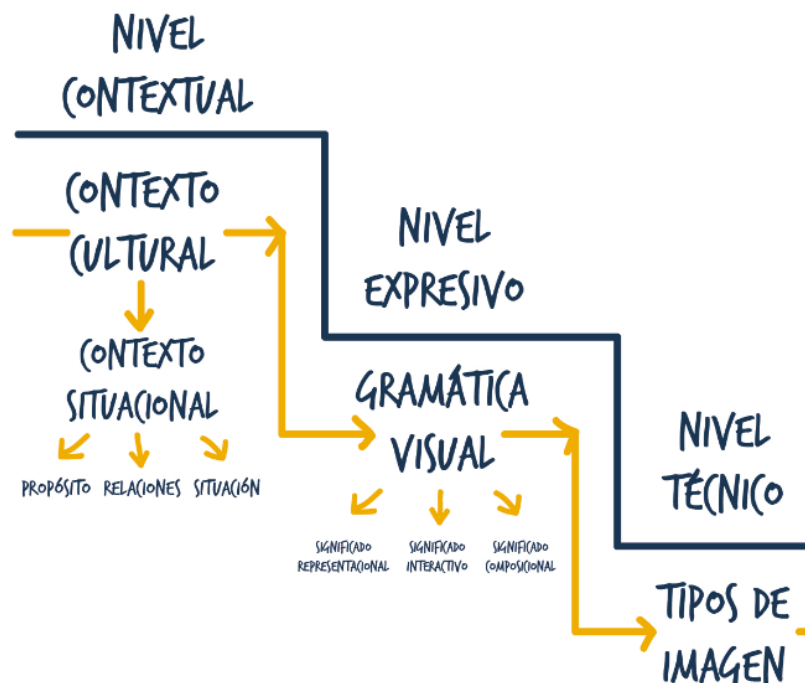 NIVEL
CONTEXTUAL
CONTEXTO
CULTURAL
CONTEXTO
SITUACIONAL
PROPÓSITO RELACIONES SITUACIÓN
NIVEL
EXPRESIVO
GRAMÁTICA
VISUAL
SIGNIFICADO
REPRESENTACIONAL
SIGNIFICADO
INTERACTIVO
SIGNIFICADO
COMPOSICIONAL
NIVEL
TÉCNICO
TIPOS DE
IMAGEN